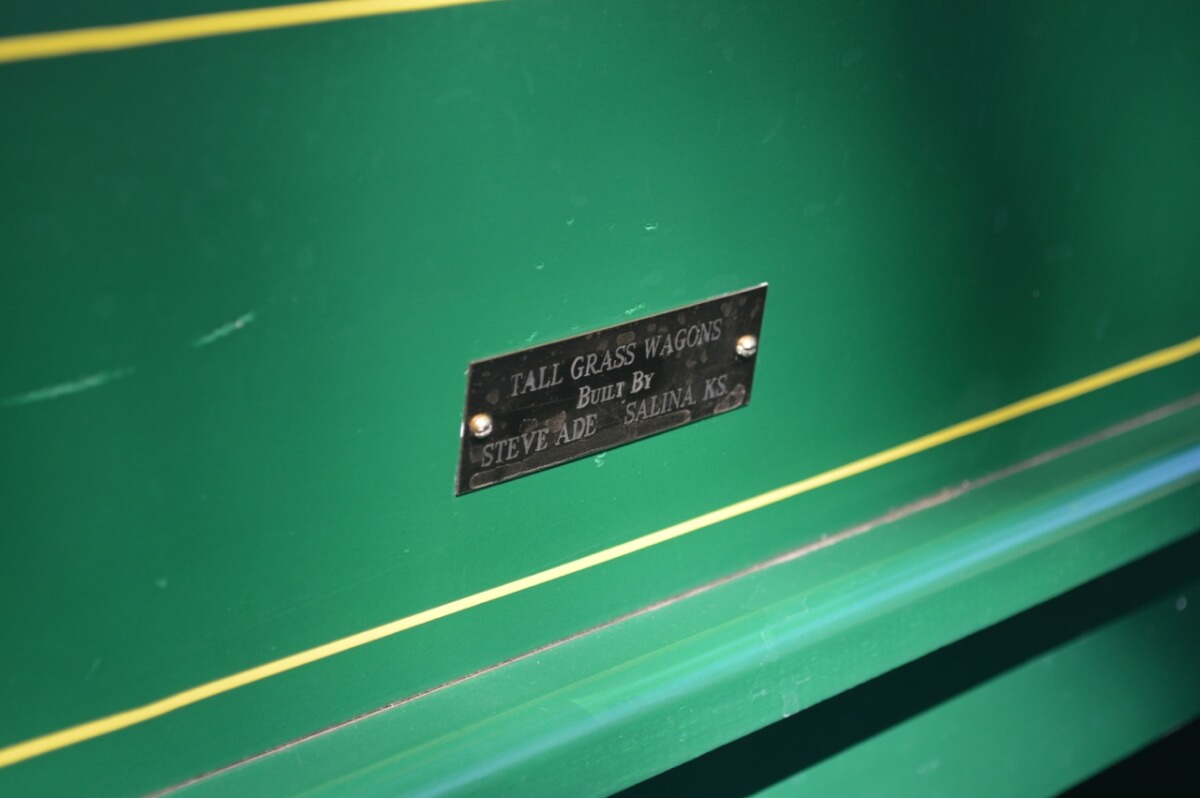 TALL GRASS WAGONS
BUILT BY
STEVE ADE SALINA, KS